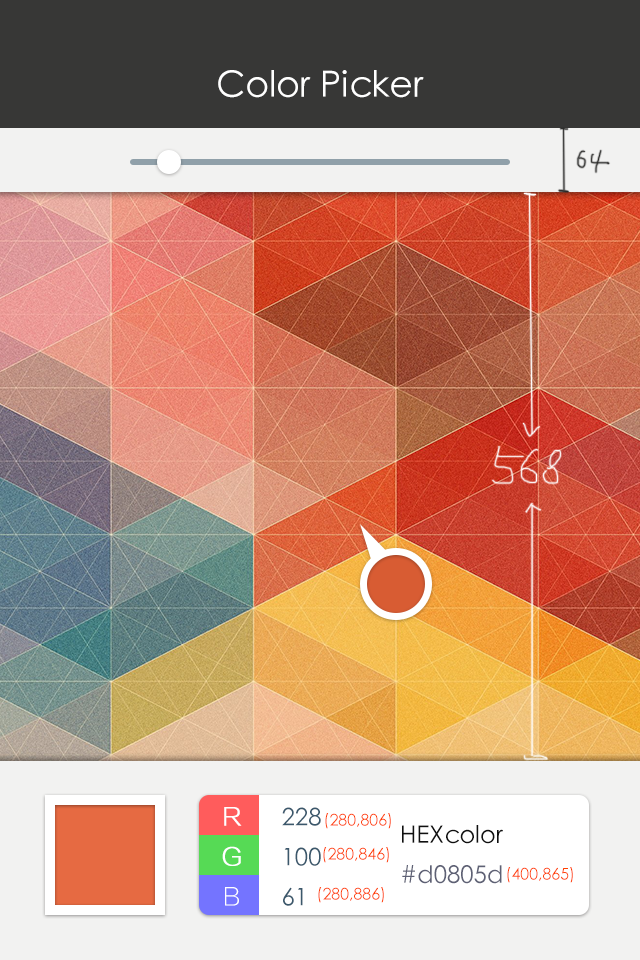 Color Picker
64
568
R 228 (280,806)
G 100 (280,846)
B 61 (280,886)
HEXcolor
#d0805d (400,865)